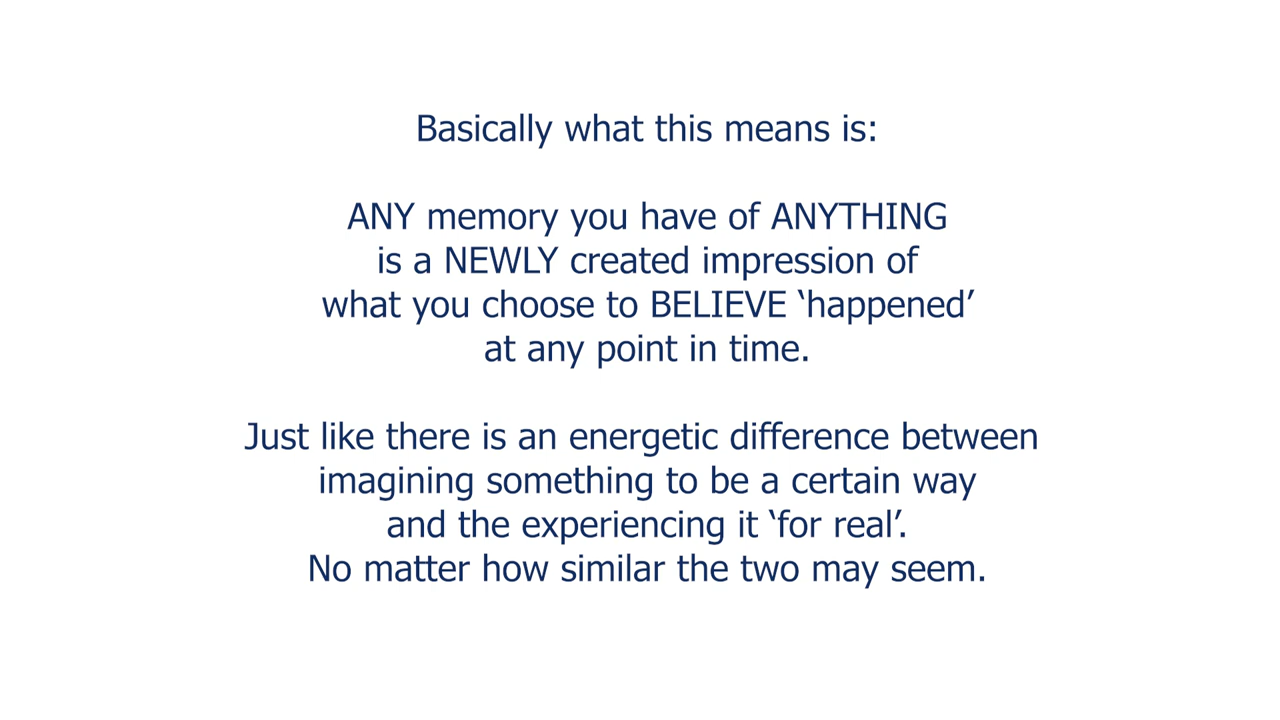 Basically what this means is:
ANY memory you have of ANYTHING
is a NEWLY created impression of
what you choose to BELIEVE ‘happened’
at any point in time.
Just like there is an energetic difference between
imagining something to be a certain way
and the experiencing it ‘for real’.
No matter how similar the two may seem.